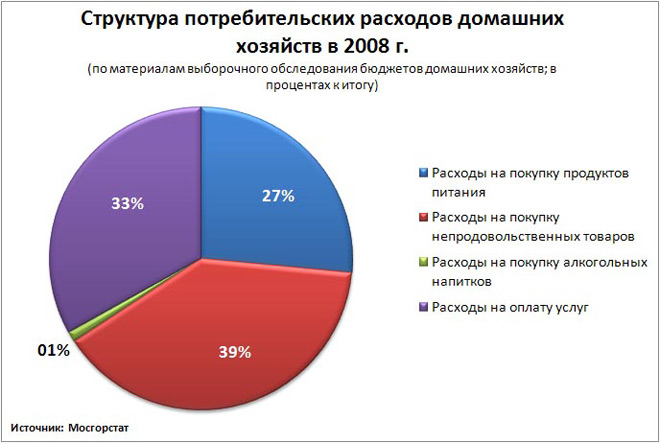 Структура потребительских расходов домашних
хозяйств в 2008 г.
(по материалам выборочного обследования бюджетов домашних хозяйств; в
процентах к итогу)
27%
39%
01%
33%
Расходы на покупку продуктов
питания
Расходы на покупку
непродовольственных товаров
Расходы на покупку алкогольных
напитков
Расходы на оплату услуг
Источник: Мосгорстат